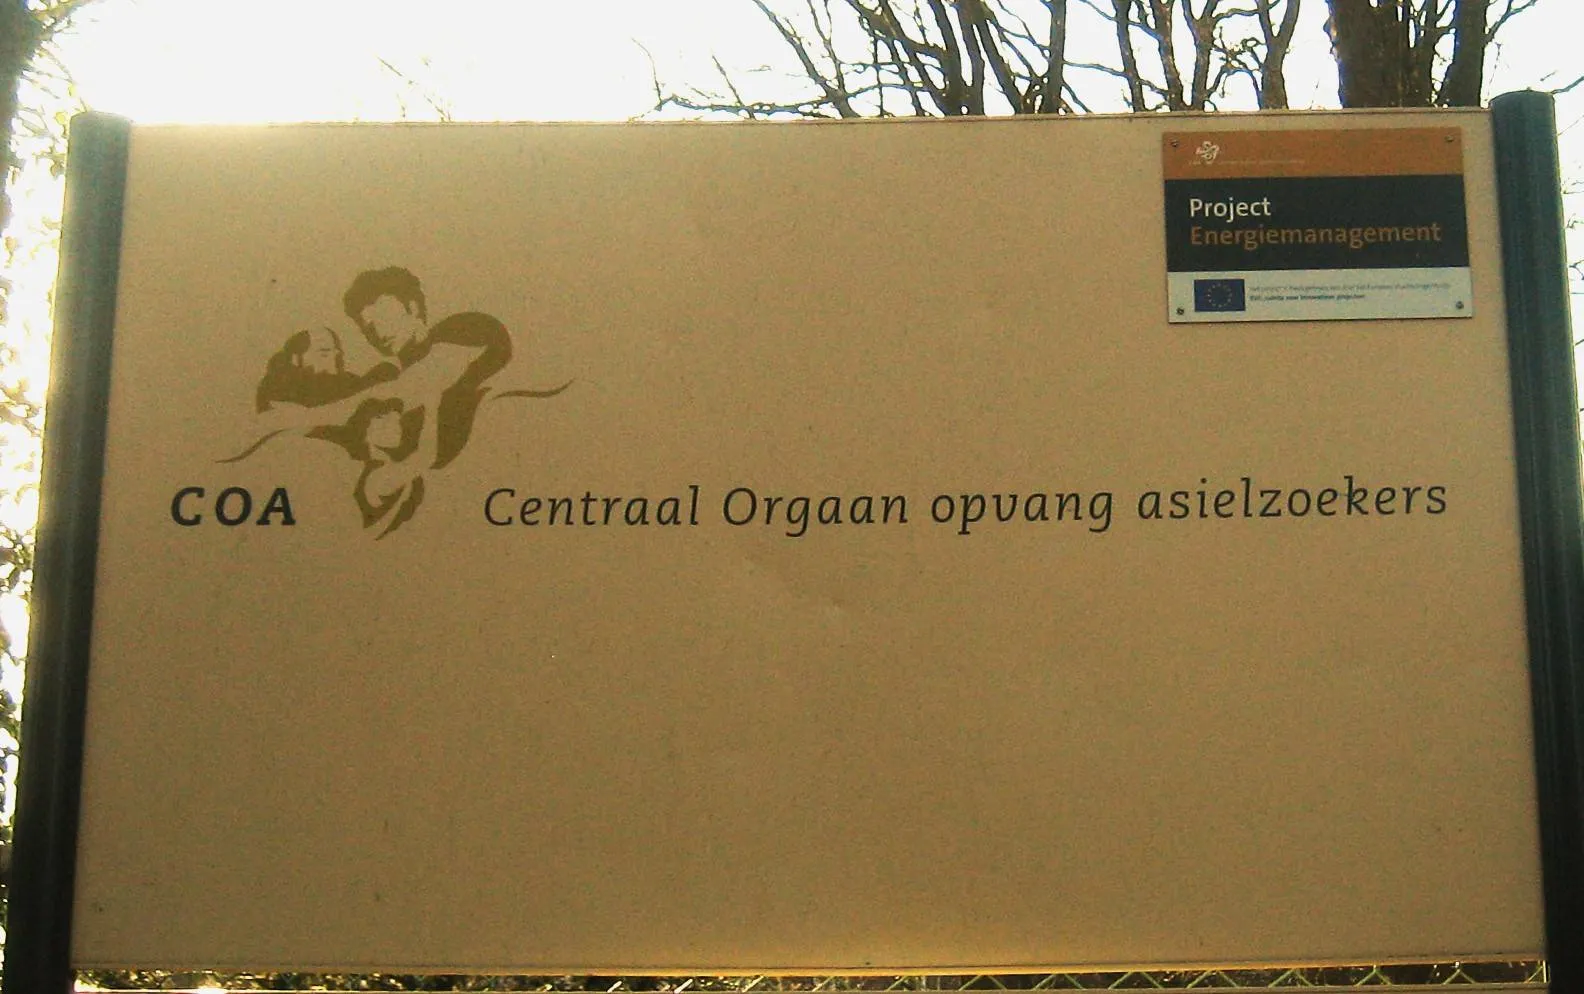 Project
Energiemanagement
COA Centraal Orgaan opvang asielzoekers